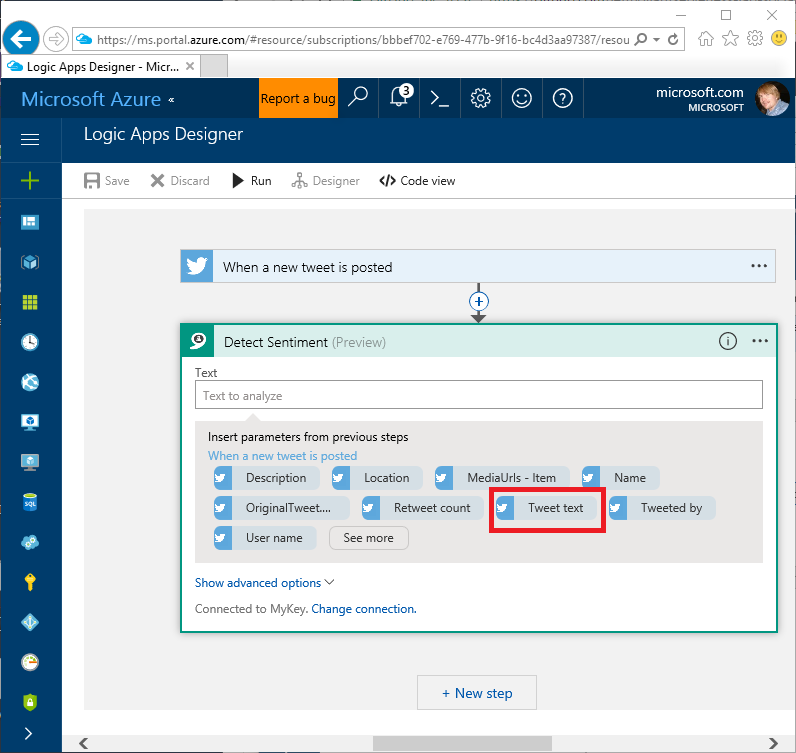 https://ms.portal.azure.com/#resource/subscriptions/bbbef702-e769-477b-9f16-bc4d3aa97387/resou
Logic Apps Designer - Micr...
Microsoft Azure «
Report a bug
3
microsoft.com
MICROSOFT
Logic Apps Designer
Save
Discard
Run
Designer
</> Code view
When a new tweet is posted
Detect Sentiment (Preview)
Text
Text to analyze
Insert parameters from previous steps
When a new tweet is posted
Description
Location
MediaUrls - Item
Name
OriginalTweet....
Retweet count
Tweet text
Tweeted by
User name
See more
Show advanced options
Connected to MyKey. Change connection.
+ New step
SQL